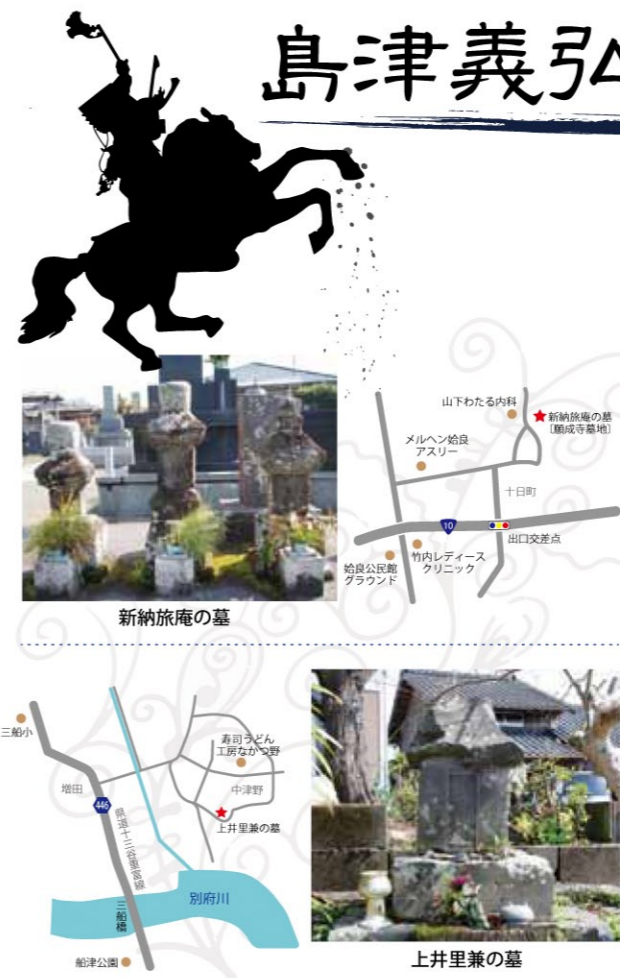 島津義弘
山下わたる内科
新納旅庵の墓
［願成寺墓地］
メルヘン姶良
アスリー
十日町
10
出口交差点
姶良公民館
グラウンド
竹内レディース
クリニック
新納旅庵の墓
三船小
寿司うどん
工房なかつ野
増田
中津野
446
上井里兼の墓
別府川
三船橋
船津公園
上井里兼の墓